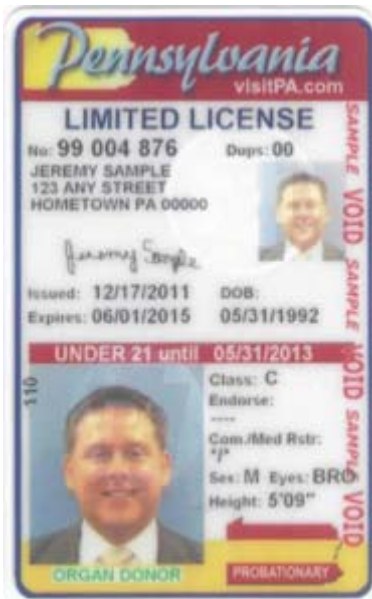 Pennsylvania
visitPA.com
LIMITED LICENSE
No: 99 004 876 Dups: 00
JEREMY SAMPLE
123 ANY STREET
HOMETOWN PA 00000
Jeremy Sample
Issued: 12/17/2011 DOB:
Expires: 06/01/2015 05/31/1992
UNDER 21 until 05/31/2013
110
Class: C
Endorse:
----
Com./Med Rstr:
*/*
Sex: M Eyes: BRO
Height: 5'09"
ORGAN DONOR
PROBATIONARY
SAMPLE VOID SAMPLE VOID SAMPLE VOID